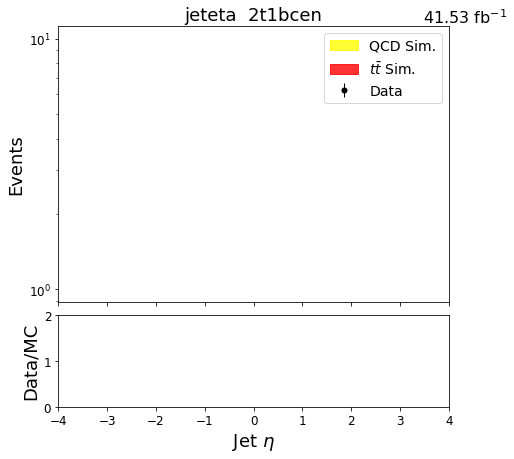 jeteta 2t1bcen
41.53 fb⁻¹
10¹
QCD Sim.
tt̄ Sim.
Data
Events
10⁰
2
1
0
Data/MC
−4 −3 −2 −1 0 1 2 3 4
Jet η